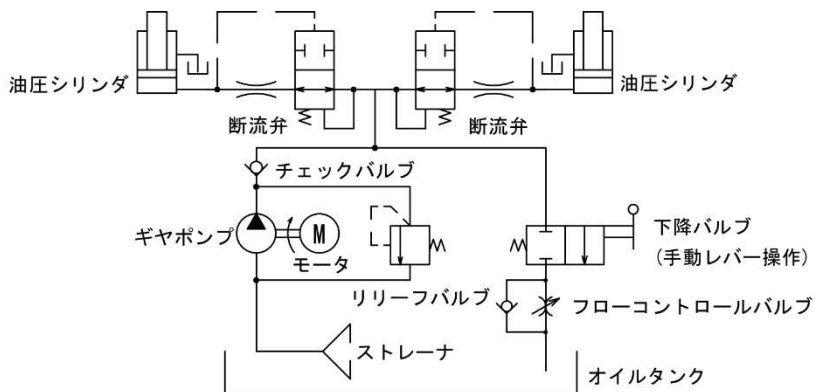 油圧シリンダ
油圧シリンダ
断流弁
断流弁
チェックバルブ
ギヤポンプ
M
モータ
下降バルブ
(手動レバー操作)
リリーフバルブ
フローコントロールバルブ
ストレーナ
オイルタンク